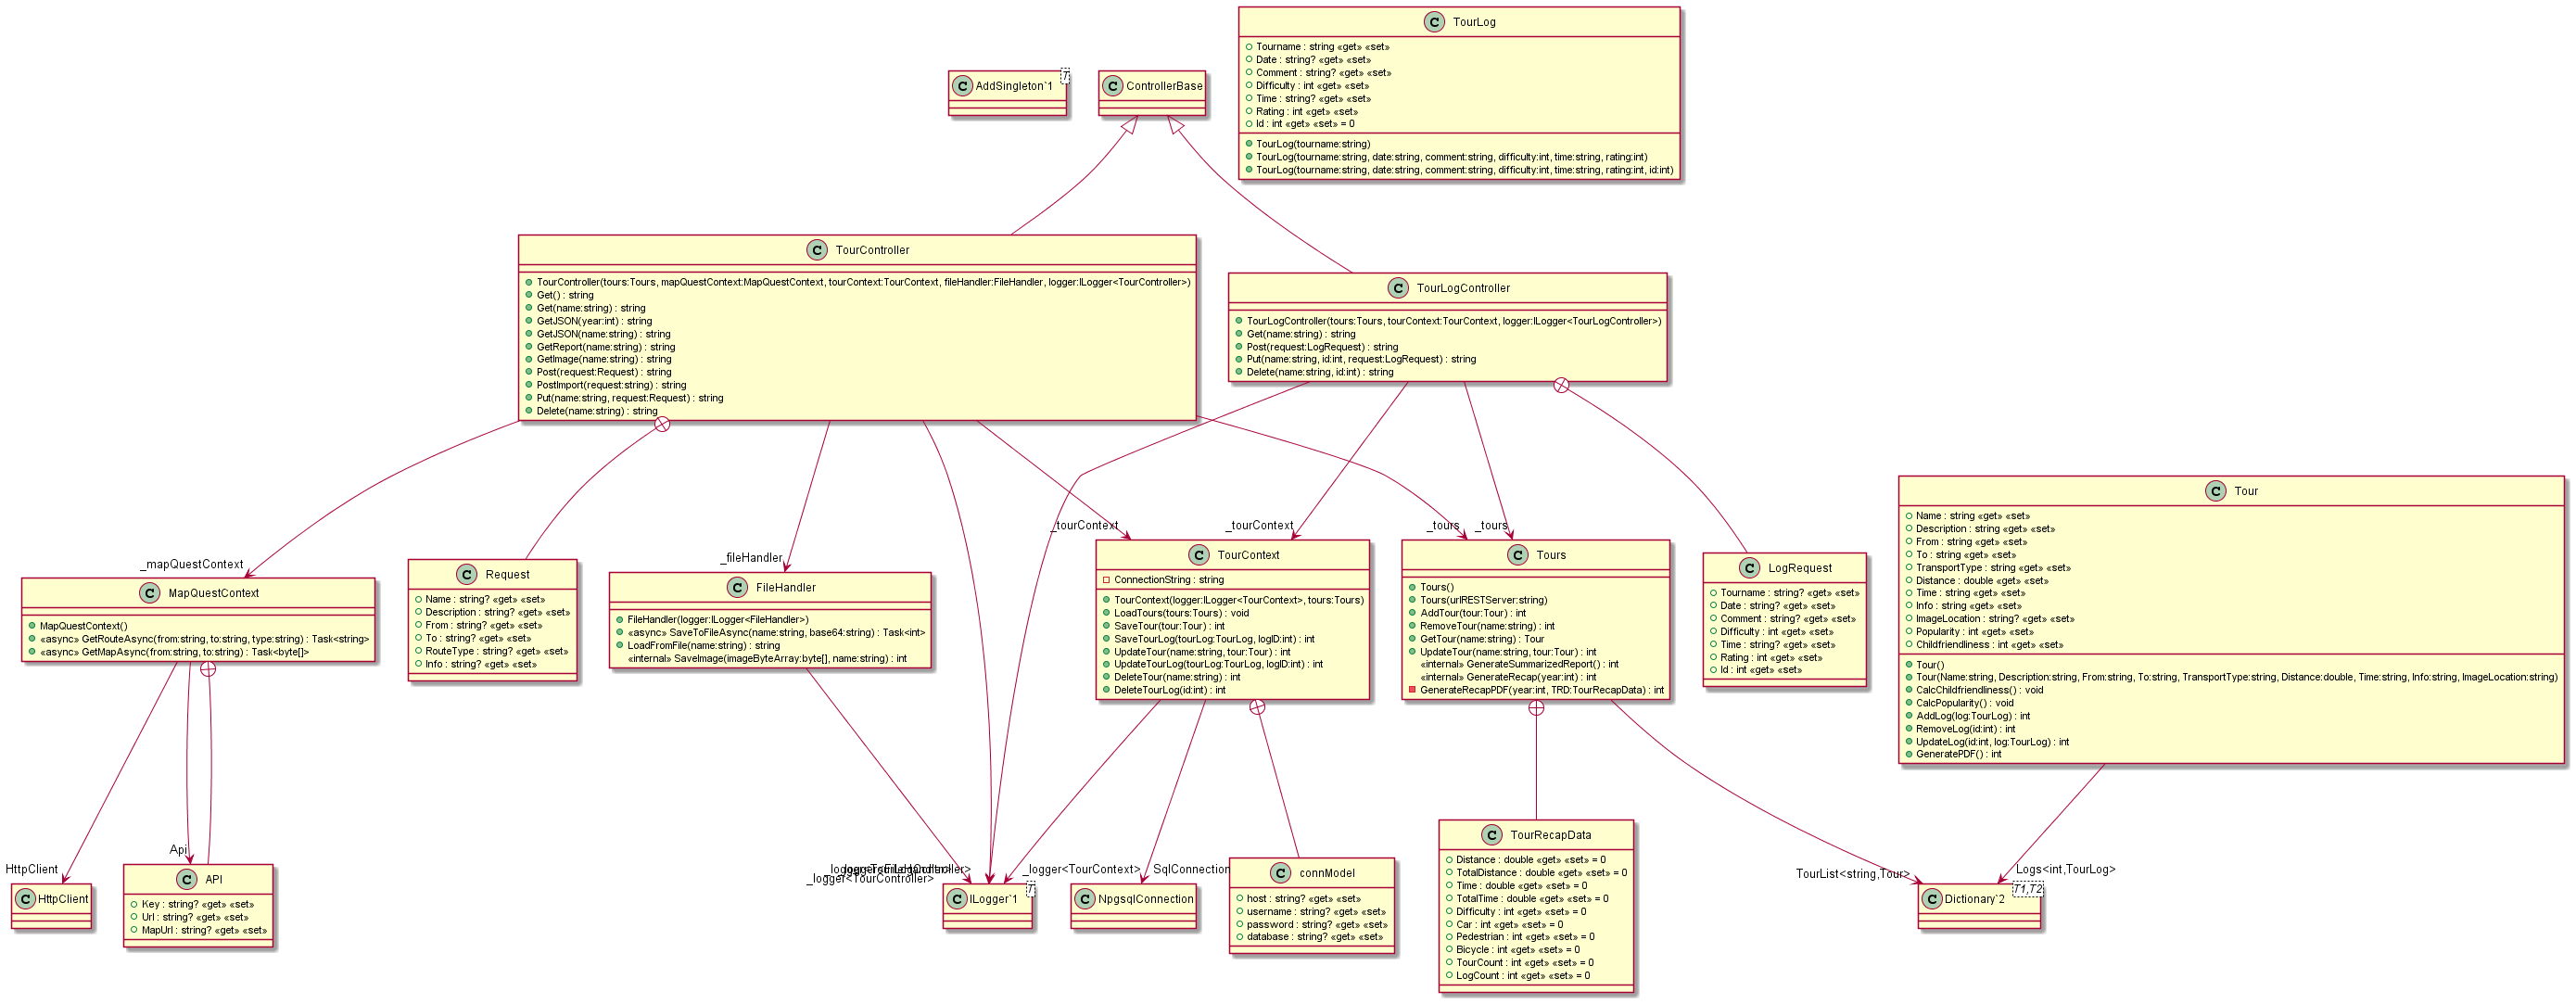 TourLog
Tourname : string «get» «set»
Date : string? «get» «set»
Comment : string? «get» «set»
Difficulty : int «get» «set»
Time : string? «get» «set»
Rating : int «get» «set»
Id : int «get» «set» = 0
TourLog(tourname:string)
TourLog(tourname:string, date:string, comment:string, difficulty:int, time:string, rating:int)
TourLog(tourname:string, date:string, comment:string, difficulty:int, time:string, rating:int, id:int)
AddSingleton`1
T
ControllerBase
TourController
TourController(tours:Tours, mapQuestContext:MapQuestContext, tourContext:TourContext, fileHandler:FileHandler, logger:ILogger<TourController>)
Get() : string
Get(name:string) : string
GetJSON(year:int) : string
GetJSON(name:string) : string
GetReport(name:string) : string
GetImage(name:string) : string
Post(request:Request) : string
PostImport(request:string) : string
Put(name:string, request:Request) : string
Delete(name:string) : string
TourLogController
TourLogController(tours:Tours, tourContext:TourContext, logger:ILogger<TourLogController>)
Get(name:string) : string
Post(request:LogRequest) : string
Put(name:string, id:int, request:LogRequest) : string
Delete(name:string, id:int) : string
_mapQuestContext
_fileHandler
_tourContext
_tourContext
_tours
_tours
MapQuestContext
MapQuestContext()
«async» GetRouteAsync(from:string, to:string, type:string) : Task<string>
«async» GetMapAsync(from:string, to:string) : Task<byte[]>
Request
Name : string? «get» «set»
Description : string? «get» «set»
From : string? «get» «set»
To : string? «get» «set»
RouteType : string? «get» «set»
Info : string? «get» «set»
FileHandler
FileHandler(logger:ILogger<FileHandler>)
«async» SaveToFileAsync(name:string, base64:string) : Task<int>
LoadFromFile(name:string) : string
«internal» SaveImage(imageByteArray:byte[], name:string) : int
TourContext
ConnectionString : string
TourContext(logger:ILogger<TourContext>, tours:Tours)
LoadTours(tours:Tours) : void
SaveTour(tour:Tour) : int
SaveTourLog(tourLog:TourLog, logID:int) : int
UpdateTour(name:string, tour:Tour) : int
UpdateTourLog(tourLog:TourLog, logID:int) : int
DeleteTour(name:string) : int
DeleteTourLog(id:int) : int
Tours
Tours()
Tours(urlRESTServer:string)
AddTour(tour:Tour) : int
RemoveTour(name:string) : int
GetTour(name:string) : Tour
UpdateTour(name:string, tour:Tour) : int
«internal» GenerateSummarizedReport() : int
«internal» GenerateRecap(year:int) : int
GenerateRecapPDF(year:int, TRD:TourRecapData) : int
LogRequest
Tourname : string? «get» «set»
Date : string? «get» «set»
Comment : string? «get» «set»
Difficulty : int «get» «set»
Time : string? «get» «set»
Rating : int «get» «set»
Id : int «get» «set»
Tour
Name : string «get» «set»
Description : string «get» «set»
From : string «get» «set»
To : string «get» «set»
TransportType : string «get» «set»
Distance : double «get» «set»
Time : string «get» «set»
Info : string «get» «set»
ImageLocation : string? «get» «set»
Popularity : int «get» «set»
Childfriendliness : int «get» «set»
Tour()
Tour(Name:string, Description:string, From:string, To:string, TransportType:string, Distance:double, Time:string, Info:string, ImageLocation:string)
CalcChildfriendliness() : void
CalcPopularity() : void
AddLog(log:TourLog) : int
RemoveLog(id:int) : int
UpdateLog(id:int, log:TourLog) : int
GeneratePDF() : int
HttpClient
Api
_logger<TourController>
_logger<TourContext>
SqlConnection
TourList<string,Tour>
Logs<int,TourLog>
HttpClient
API
Key : string? «get» «set»
Url : string? «get» «set»
MapUrl : string? «get» «set»
ILogger`1
T
NpgsqlConnection
connModel
host : string? «get» «set»
username : string? «get» «set»
password : string? «get» «set»
database : string? «get» «set»
TourRecapData
Distance : double «get» «set» = 0
TotalDistance : double «get» «set» = 0
Time : double «get» «set» = 0
TotalTime : double «get» «set» = 0
Difficulty : int «get» «set» = 0
Car : int «get» «set» = 0
Pedestrian : int «get» «set» = 0
Bicycle : int «get» «set» = 0
TourCount : int «get» «set» = 0
LogCount : int «get» «set» = 0
Dictionary`2
T1,T2